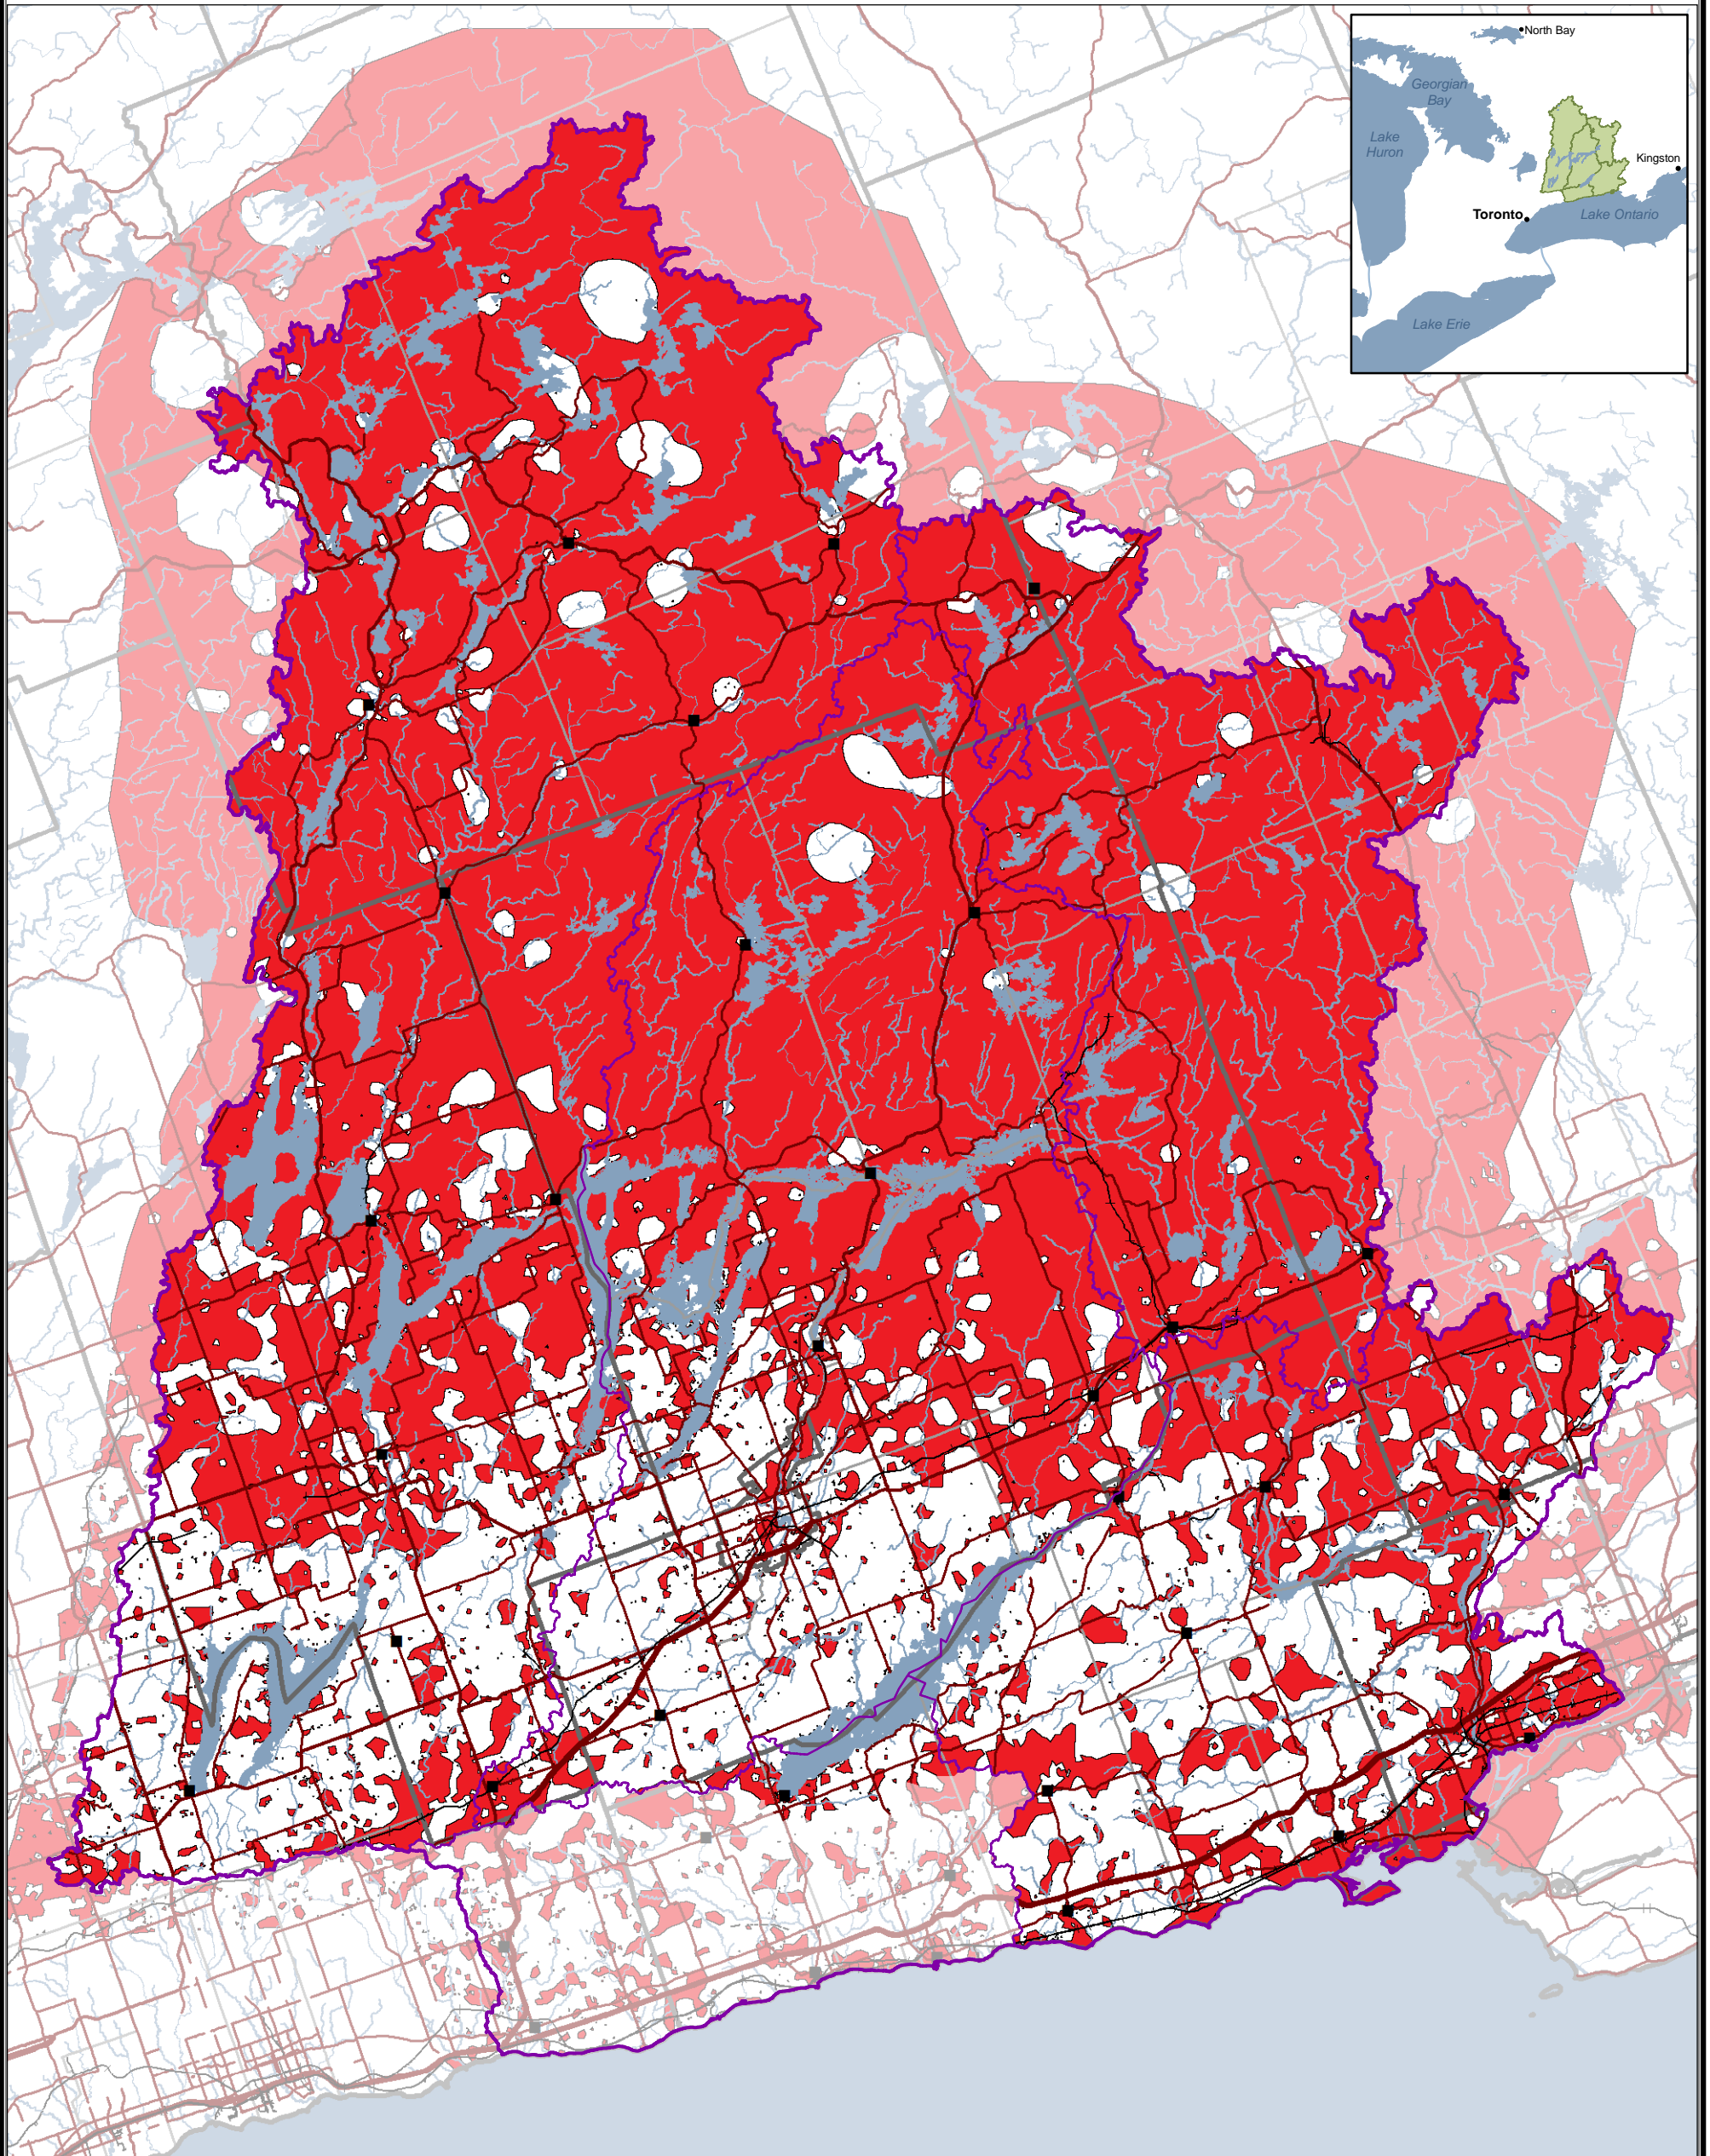 North Bay
Georgian
Bay
Lake
Huron
Kingston
Toronto
Lake Ontario
Lake Erie